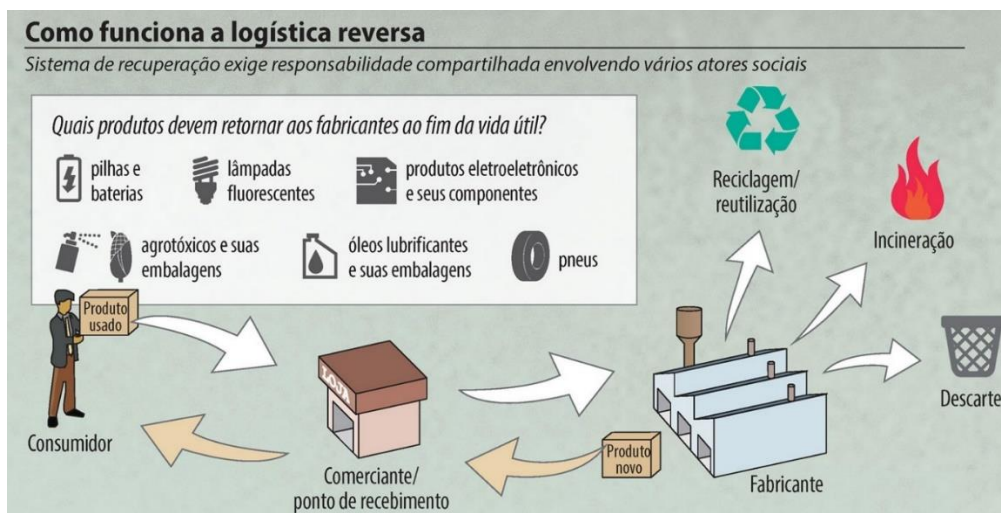 Como funciona a logística reversa
Sistema de recuperação exige responsabilidade compartilhada envolvendo vários atores sociais
Quais produtos devem retornar aos fabricantes ao fim da vida útil?
pilhas e
baterias
lâmpadas
fluorescentes
produtos eletroeletrônicos
e seus componentes
agrotóxicos e suas
embalagens
óleos lubrificantes
e suas embalagens
pneus
Reciclagem/
reutilização
Incineração
Descarte
Produto
usado
Consumidor
LOJA
Comerciante/
ponto de recebimento
Produto
novo
Fabricante